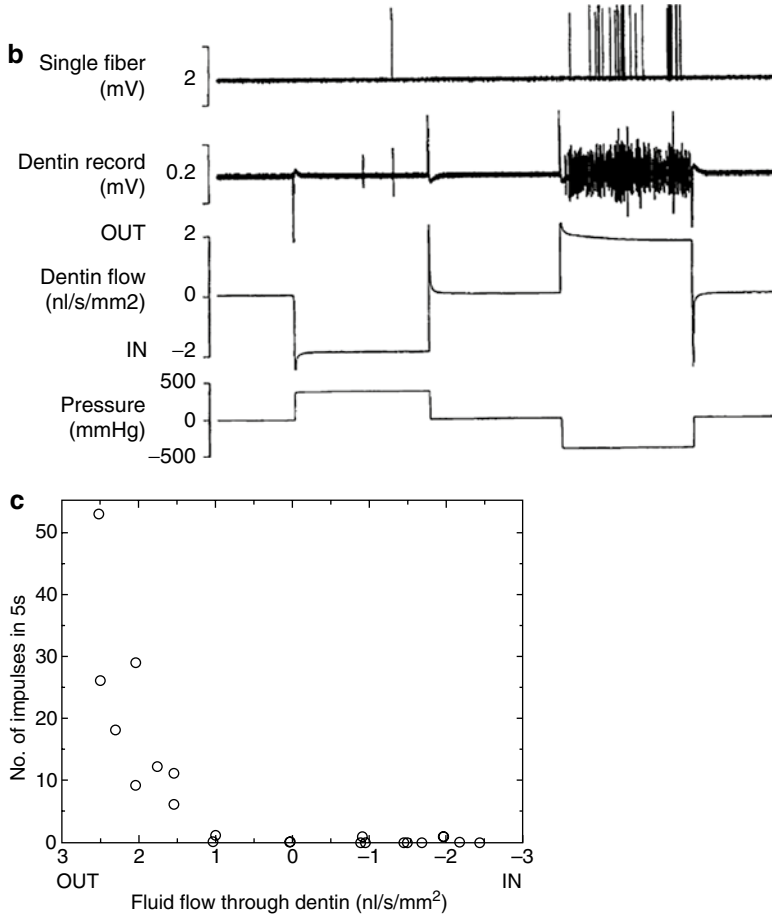 b
Single fiber
(mV)
2
Dentin record
(mV)
0.2
OUT
2
Dentin flow
(nl/s/mm2)
0
IN
−2
500
Pressure
(mmHg)
0
−500
c
No. of impulses in 5s
50
30
20
10
0
3 2 1 0 −1 −2 −3
OUT IN
Fluid flow through dentin (nl/s/mm²)